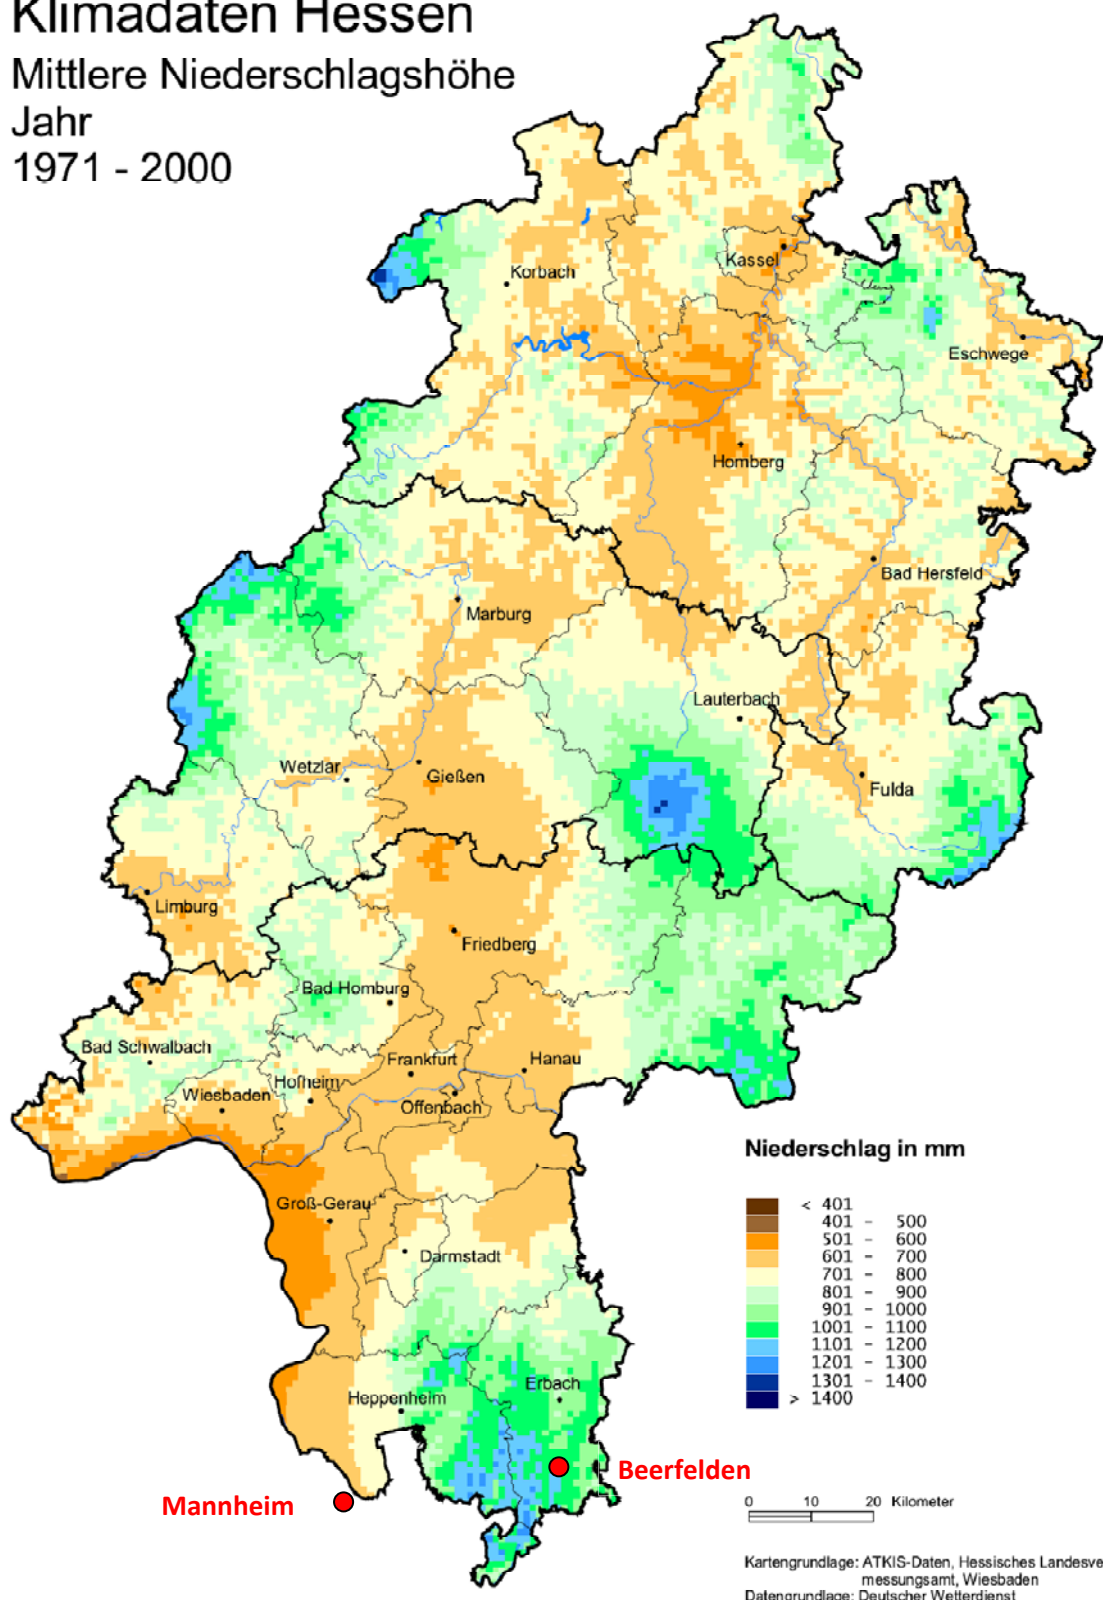 Klimadaten Hessen
Mittlere Niederschlagshöhe
Jahr
1971 - 2000
Kassel
Korbach
Eschwege
Homberg
Bad Hersfeld
Marburg
Lauterbach
Wetzlar
Gießen
Fulda
Limburg
Friedberg
Bad Homburg
Bad Schwalbach
Frankfurt
Hanau
Hofheim
Wiesbaden
Offenbach
Groß-Gerau
Darmstadt
Erbach
Heppenheim
Beerfelden
Mannheim
Niederschlag in mm
< 401
401 - 500
501 - 600
601 - 700
701 - 800
801 - 900
901 - 1000
1001 - 1100
1101 - 1200
1201 - 1300
1301 - 1400
> 1400
0 10 20 Kilometer
Kartengrundlage: ATKIS-Daten, Hessisches Landesve
messungsamt, Wiesbaden
Datengrundlage: Deutscher Wetterdienst